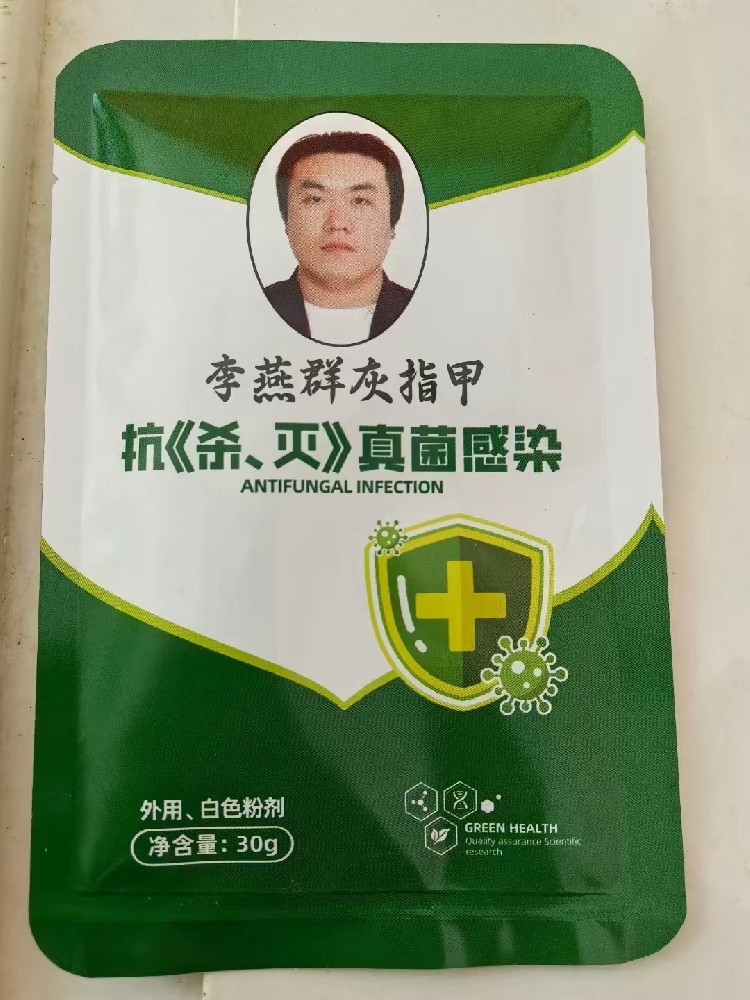 李燕群灰指甲
抗《杀、灭》真菌感染
ANTIFUNGAL INFECTION
外用、白色粉剂
净含量：30g
GREEN HEALTH
Quality assurance Scientific
research